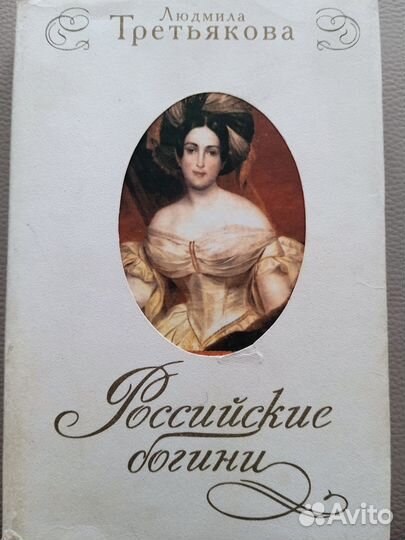 Людмила
Третьякова
Российские
богини
Avito